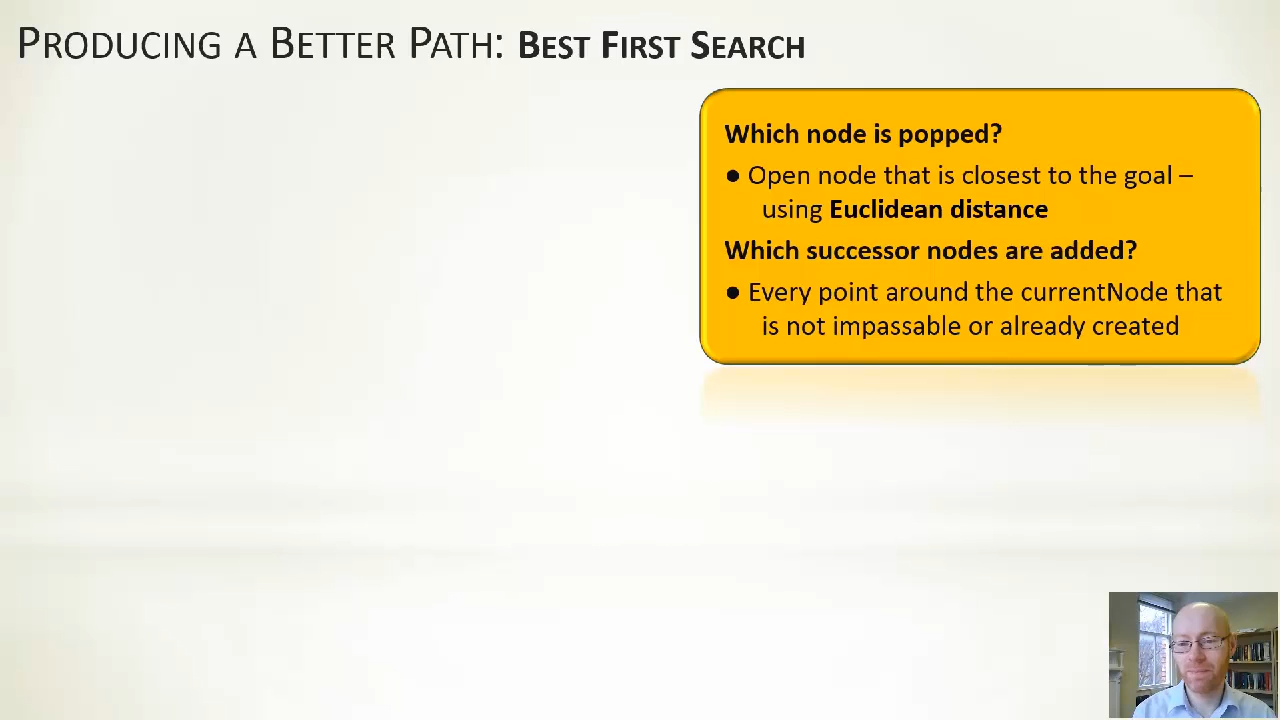 Producing a Better Path: Best First Search
Which node is popped?
● Open node that is closest to the goal –
using Euclidean distance
Which successor nodes are added?
● Every point around the currentNode that
is not impassable or already created